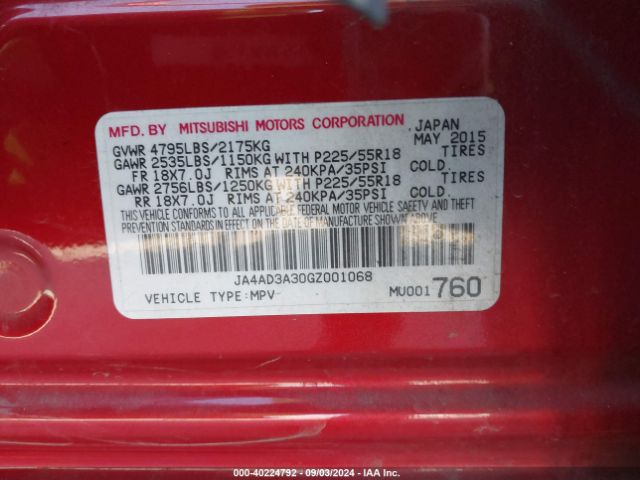 MFD. BY MITSUBISHI MOTORS CORPORATION JAPAN
GVWR 4795LBS/2175KG MAY 2015
GAWR 2535LBS/1150KG WITH P225/55R18 TIRES
FR 18X7.0J RIMS AT 240KPA/35PSI COLD.
GAWR 2756LBS/1250KG WITH P225/55R18 TIRES
RR 18X7.0J RIMS AT 240KPA/35PSI COLD.
THIS VEHICLE CONFORMS TO ALL APPLICABLE FEDERAL MOTOR VEHICLE SAFETY AND THEFT
PREVENTION STANDARDS IN EFFECT ON THE DATE OF MANUFACTURE SHOWN ABOVE.
JA4AD3A30GZ001068
VEHICLE TYPE:MPV MU001760
000-40224792 - 09/03/2024 - IAA Inc.